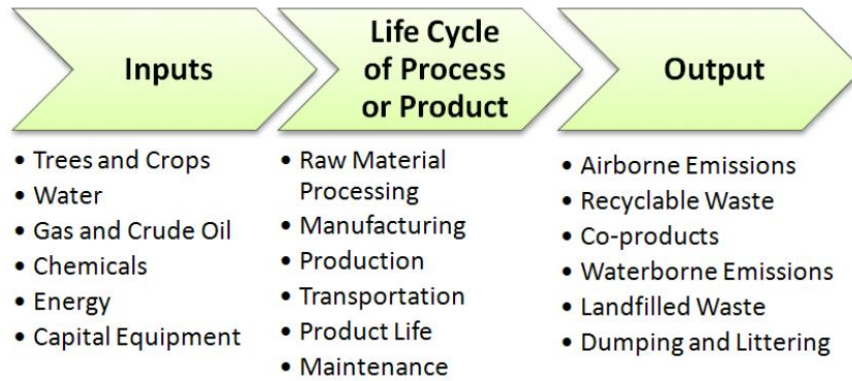 Inputs
Life Cycle
of Process
or Product
Output
• Trees and Crops
• Water
• Gas and Crude Oil
• Chemicals
• Energy
• Capital Equipment
• Raw Material
Processing
• Manufacturing
• Production
• Transportation
• Product Life
• Maintenance
• Airborne Emissions
• Recyclable Waste
• Co-products
• Waterborne Emissions
• Landfilled Waste
• Dumping and Littering